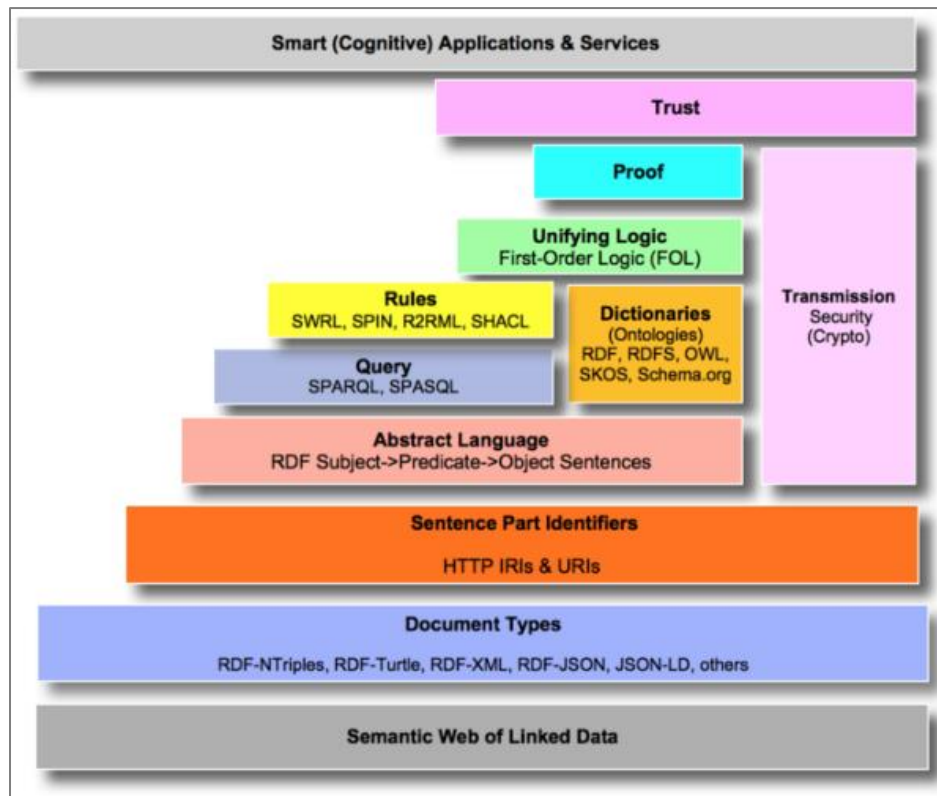 Smart (Cognitive) Applications & Services
Trust
Proof
Unifying Logic
First-Order Logic (FOL)
Rules
SWRL, SPIN, R2RML, SHACL
Dictionaries
(Ontologies)
RDF, RDFS, OWL,
SKOS, Schema.org
Transmission
Security
(Crypto)
Query
SPARQL, SPASQL
Abstract Language
RDF Subject->Predicate->Object Sentences
Sentence Part Identifiers
HTTP IRIs & URIs
Document Types
RDF-NTriples, RDF-Turtle, RDF-XML, RDF-JSON, JSON-LD, others
Semantic Web of Linked Data